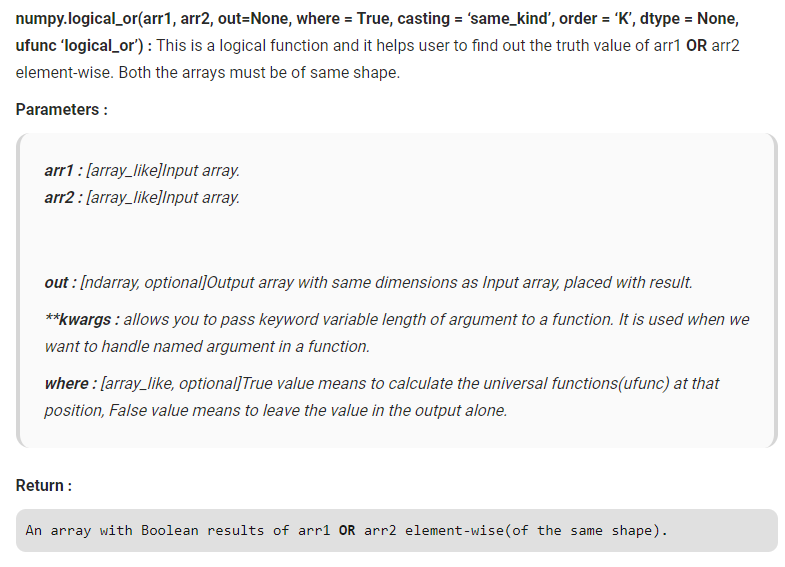 numpy.logical_or(arr1, arr2, out=None, where = True, casting = ‘same_kind’, order = ‘K’, dtype = None,
ufunc ‘logical_or’) : This is a logical function and it helps user to find out the truth value of arr1 OR arr2
element-wise. Both the arrays must be of same shape.
Parameters :
arr1 : [array_like]Input array.
arr2 : [array_like]Input array.
out : [ndarray, optional]Output array with same dimensions as Input array, placed with result.
**kwargs : allows you to pass keyword variable length of argument to a function. It is used when we
want to handle named argument in a function.
where : [array_like, optional]True value means to calculate the universal functions(ufunc) at that
position, False value means to leave the value in the output alone.
Return :
An array with Boolean results of arr1 OR arr2 element-wise(of the same shape).